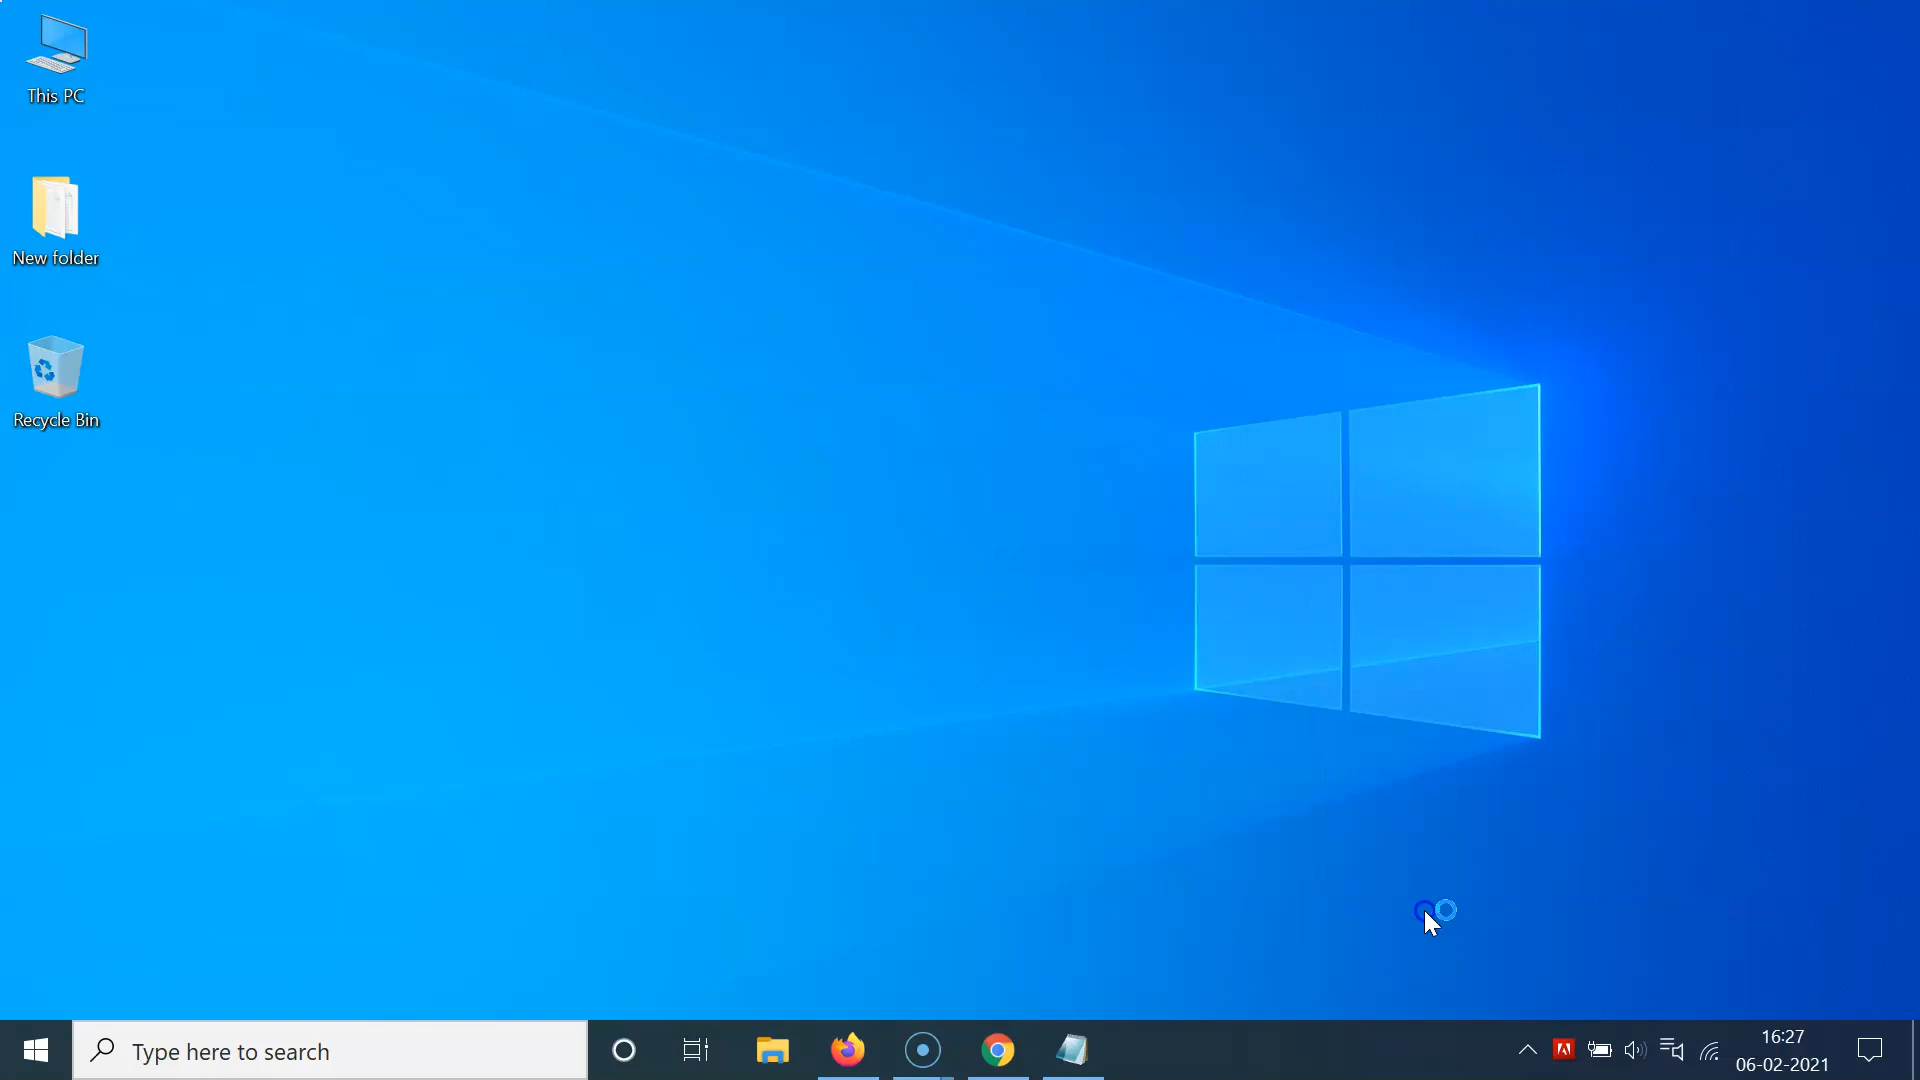 This PC
New folder
Recycle Bin
Type here to search
16:27
06-02-2021